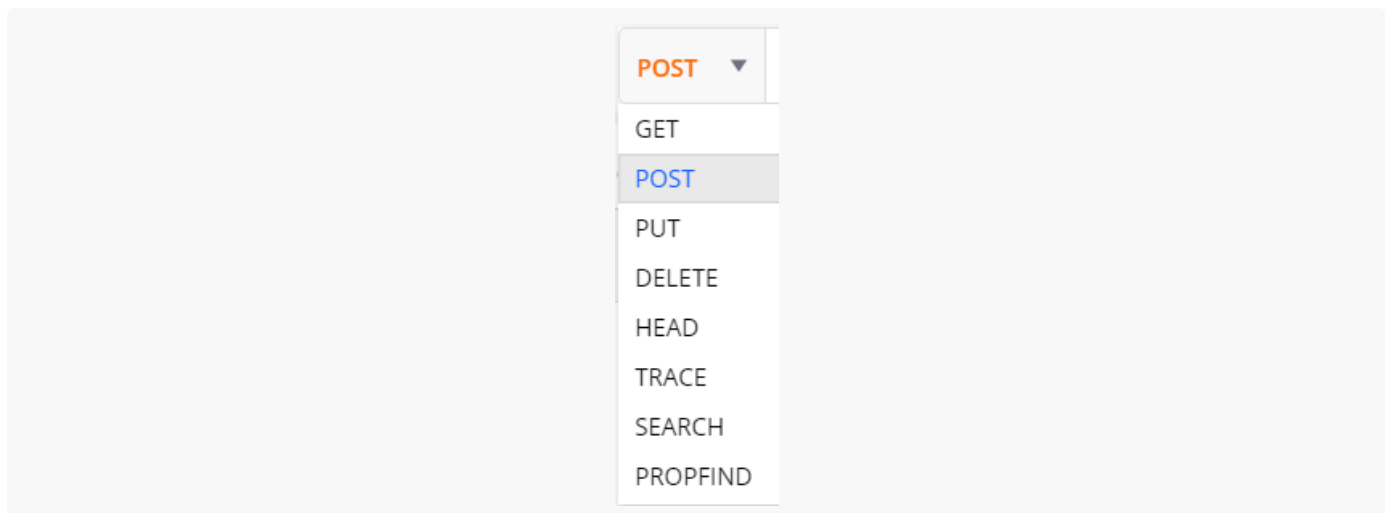 POST
GET
POST
PUT
DELETE
HEAD
TRACE
SEARCH
PROPFIND